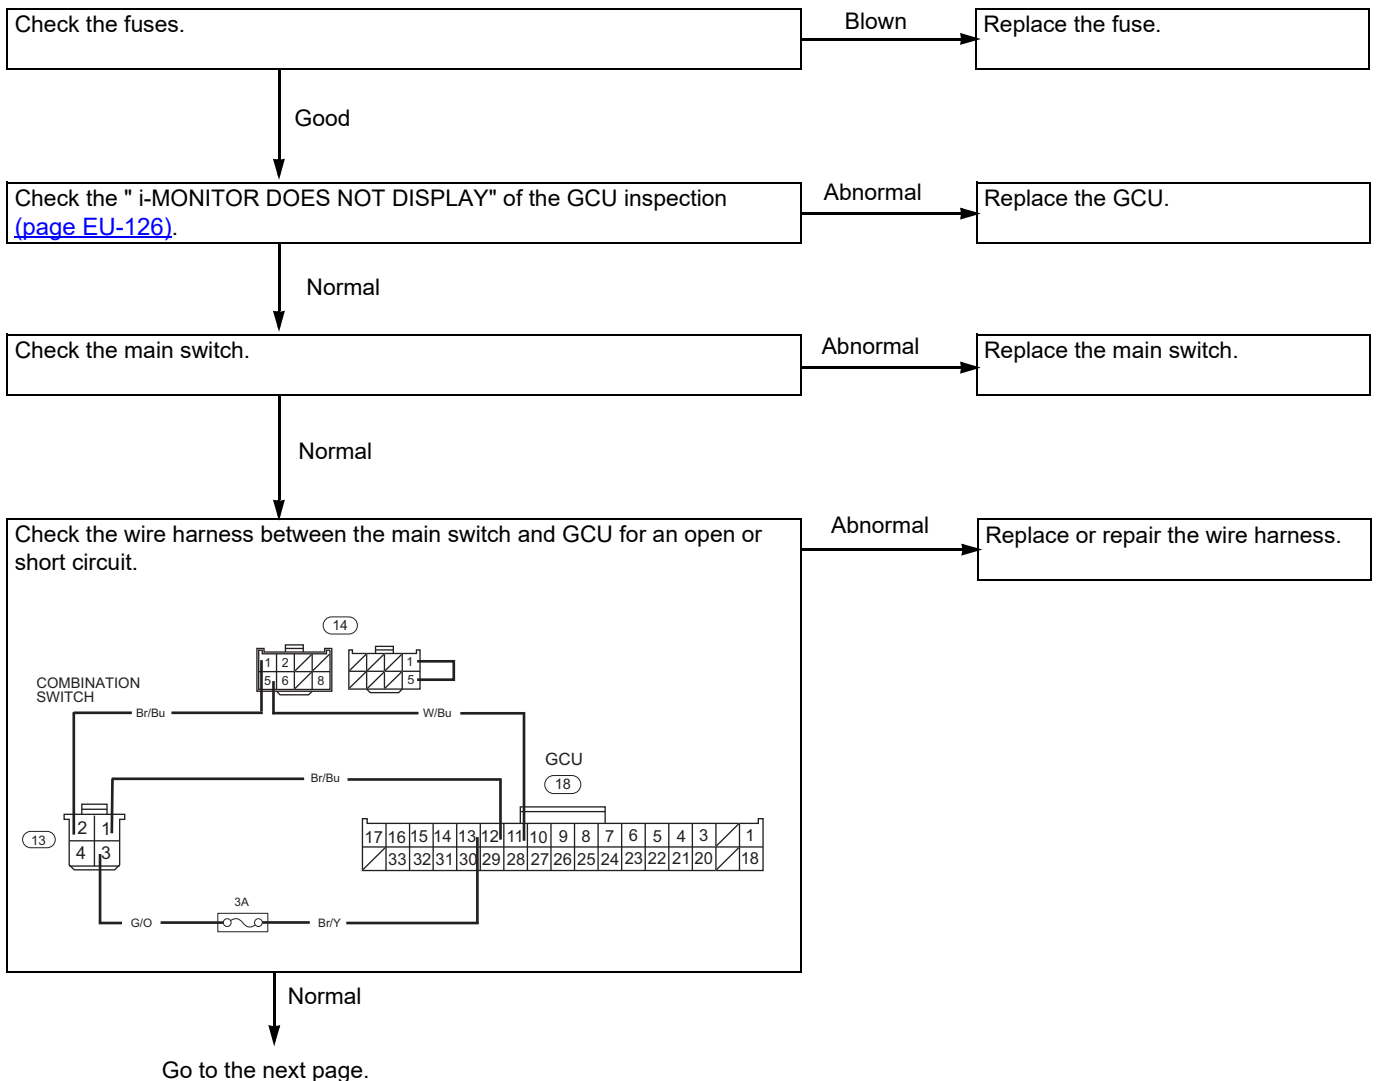 Check the fuses.
Blown
Replace the fuse.
Good
Check the " i-MONITOR DOES NOT DISPLAY" of the GCU inspection
(page EU-126).
Abnormal
Replace the GCU.
Normal
Check the main switch.
Abnormal
Replace the main switch.
Normal
Check the wire harness between the main switch and GCU for an open or
short circuit.
Abnormal
Replace or repair the wire harness.
14
1 2
5 6 8
1
5
COMBINATION
SWITCH
Br/Bu
W/Bu
GCU
18
Br/Bu
13
2 1
4 3
17 16 15 14 13 12 11 10 9 8 7 6 5 4 3 1
33 32 31 30 29 28 27 26 25 24 23 22 21 20 18
3A
G/O
Br/Y
Normal
Go to the next page.